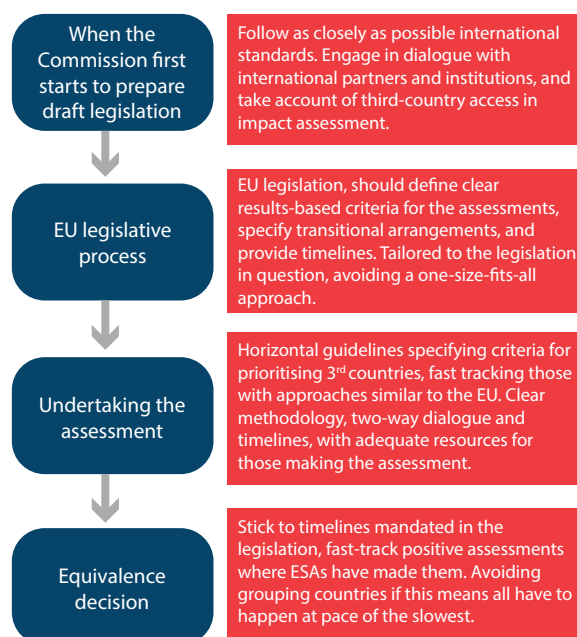 When the
Commission first
starts to prepare
draft legislation
Follow as closely as possible international
standards. Engage in dialogue with
international partners and institutions, and
take account of third-country access in
impact assessment.
EU legislative
process
EU legislation, should define clear
results-based criteria for the assessments,
specify transitional arrangements, and
provide timelines. Tailored to the legislation
in question, avoiding a one-size-fits-all
approach.
Undertaking the
assessment
Horizontal guidelines specifying criteria for
prioritising 3rd countries, fast tracking those
with approaches similar to the EU. Clear
methodology, two-way dialogue and
timelines, with adequate resources for
those making the assessment.
Equivalence
decision
Stick to timelines mandated in the
legislation, fast-track positive assessments
where ESAs have made them. Avoiding
grouping countries if this means all have to
happen at pace of the slowest.